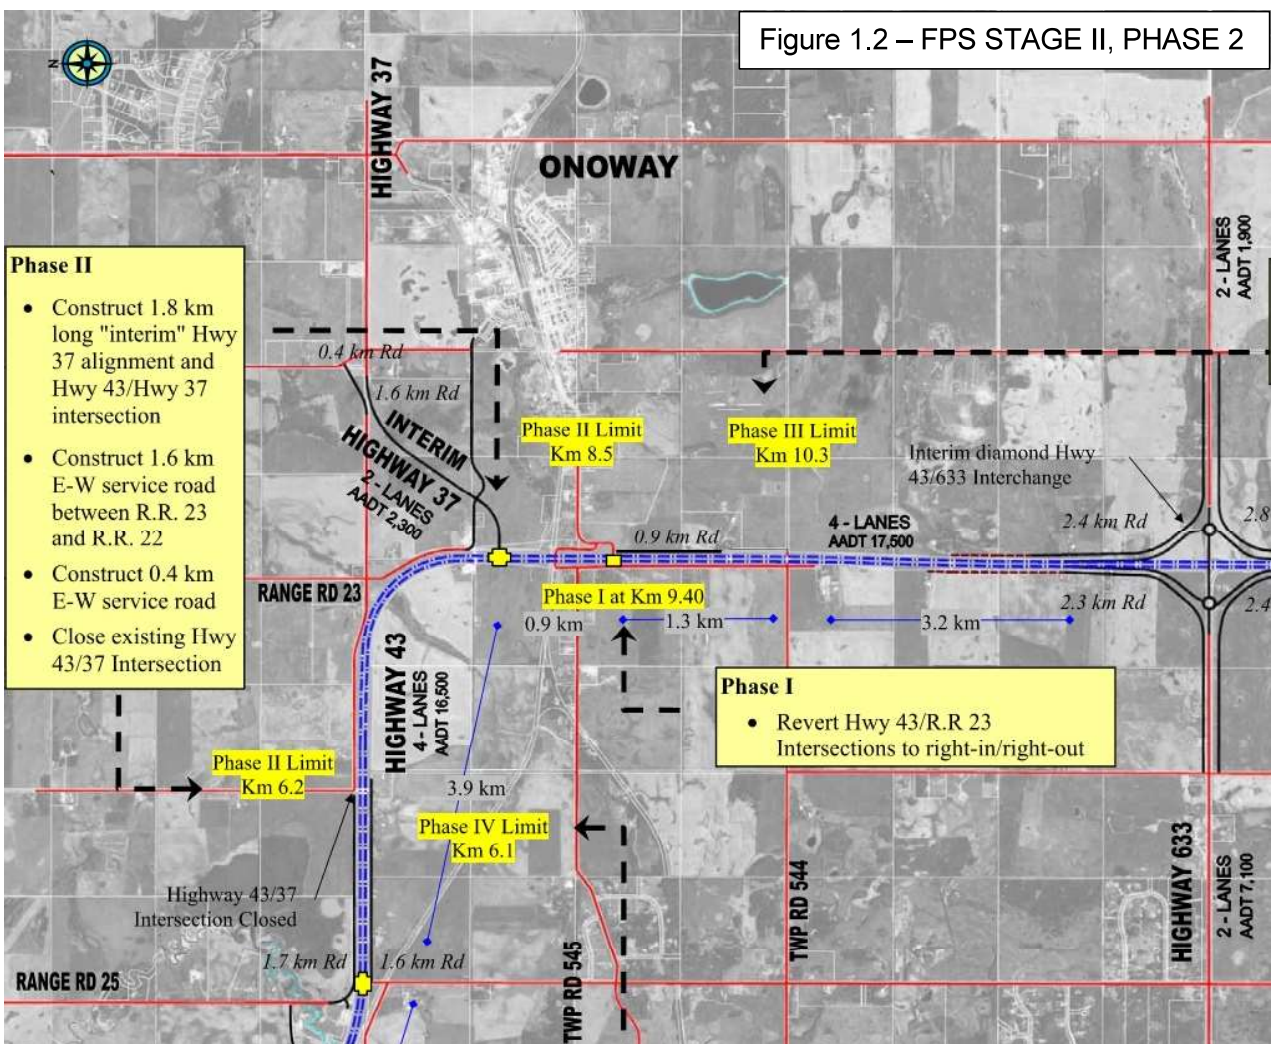 Figure 1.2 – FPS STAGE II, PHASE 2
N
HIGHWAY 37
ONOWAY
2 - LANES
AADT 1,900
Phase II
• Construct 1.8 km
long "interim" Hwy
37 alignment and
Hwy 43/Hwy 37
intersection
• Construct 1.6 km
E-W service road
between R.R. 23
and R.R. 22
• Construct 0.4 km
E-W service road
• Close existing Hwy
43/37 Intersection
0.4 km Rd
1.6 km Rd
INTERIM
HIGHWAY 37
2 - LANES
AADT 2,300
Phase II Limit
Km 8.5
Phase III Limit
Km 10.3
Interim diamond Hwy
43/633 Interchange
2.4 km Rd
2.8
4 - LANES
AADT 17,500
0.9 km Rd
RANGE RD 23
Phase I at Km 9.40
0.9 km
1.3 km
3.2 km
2.3 km Rd
2.4
HIGHWAY 43
4 - LANES
AADT 16,500
Phase I
• Revert Hwy 43/R.R 23
Intersections to right-in/right-out
Phase II Limit
Km 6.2
3.9 km
Phase IV Limit
Km 6.1
Highway 43/37
Intersection Closed
1.7 km Rd
1.6 km Rd
RANGE RD 25
TWP RD 545
TWP RD 544
HIGHWAY 633
2 - LANES
AADT 7,100